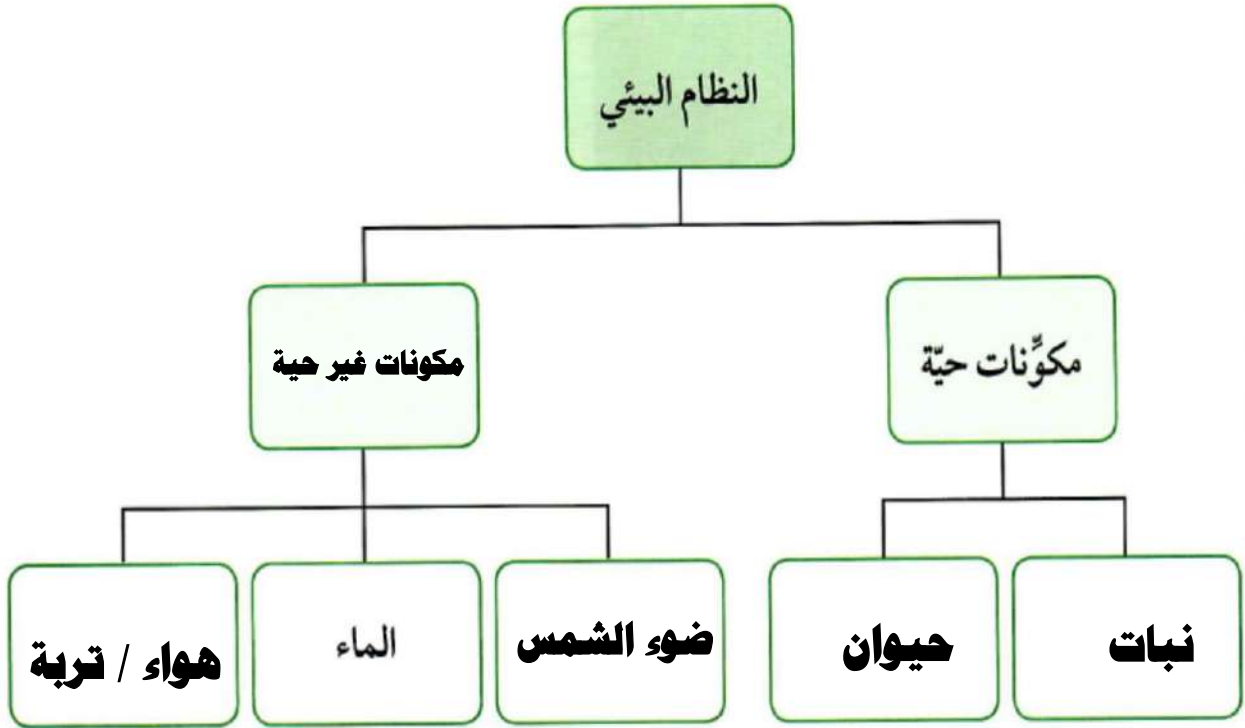 النظام البيئي
مكوِّنات حيّة
مكونات غير حية
نبات
حيوان
ضوء الشمس
الماء
هواء / تربة